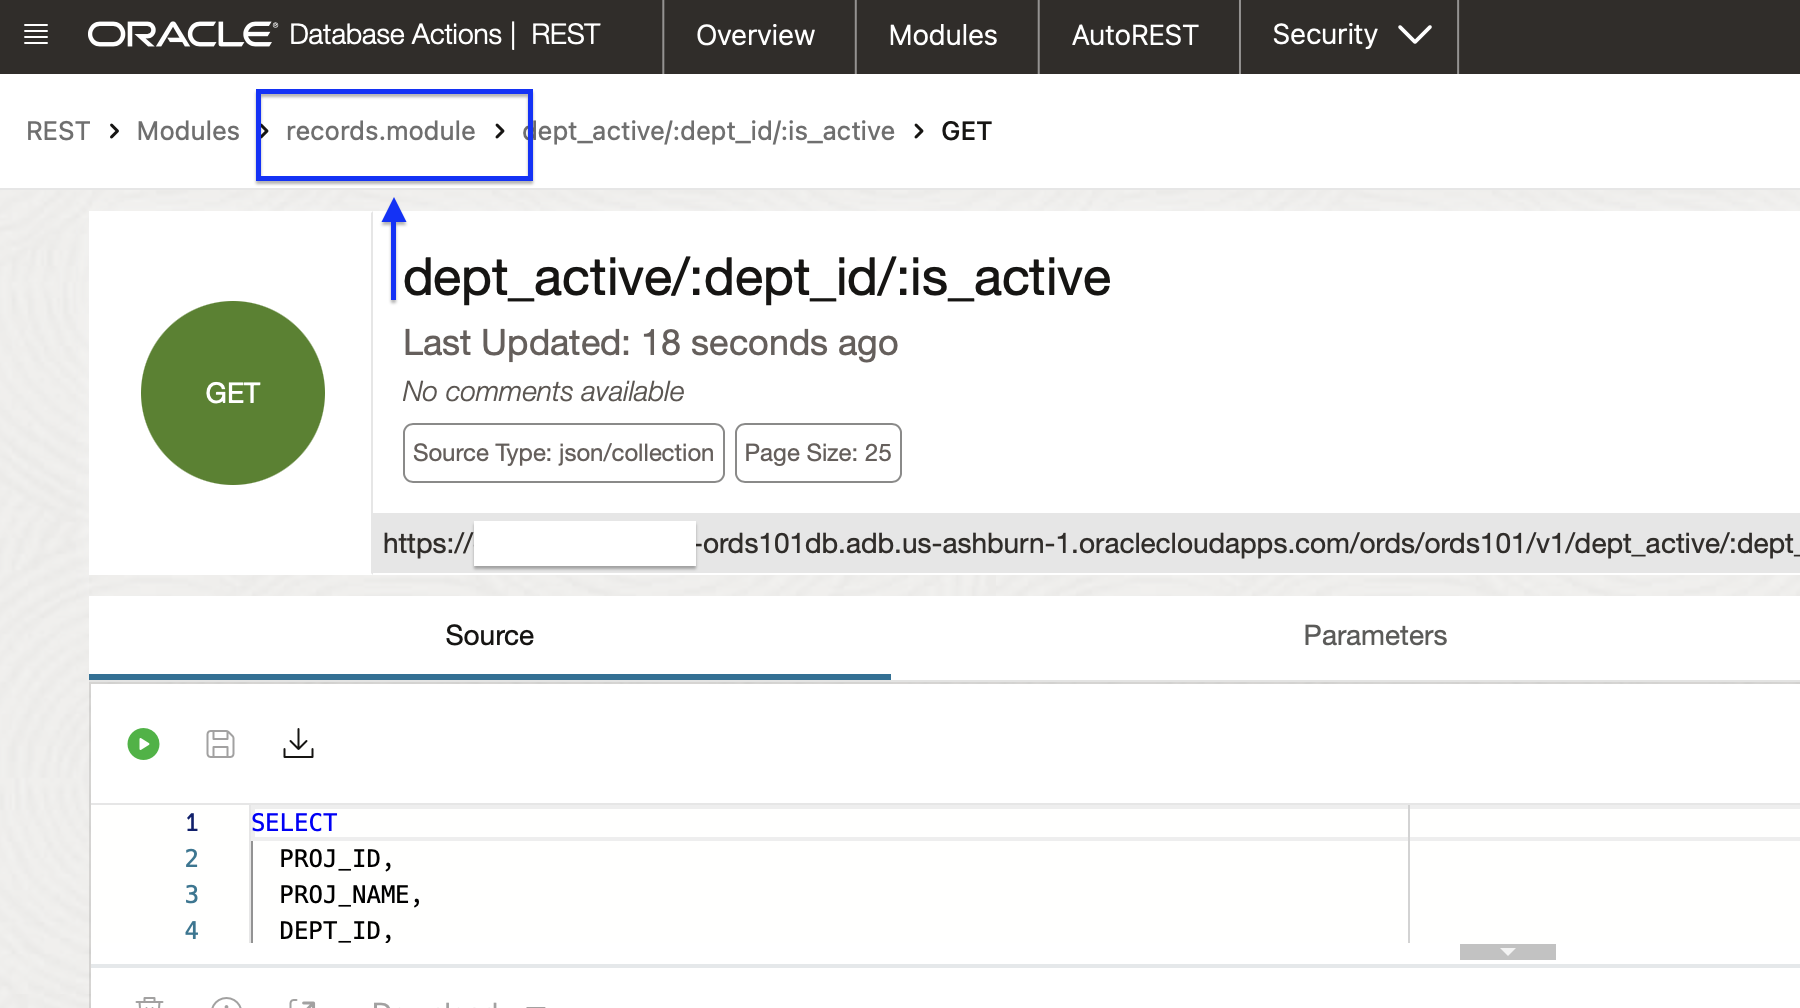 ORACLE® Database Actions | REST Overview Modules AutoREST Security
REST > Modules > records.module > dept_active/:dept_id/:is_active > GET
GET
dept_active/:dept_id/:is_active
Last Updated: 18 seconds ago
No comments available
Source Type: json/collection Page Size: 25
https:// -ords101db.adb.us-ashburn-1.oraclecloudapps.com/ords/ords101/v1/dept_active/:dept_
Source Parameters
1 SELECT
2 PROJ_ID,
3 PROJ_NAME,
4 DEPT_ID,